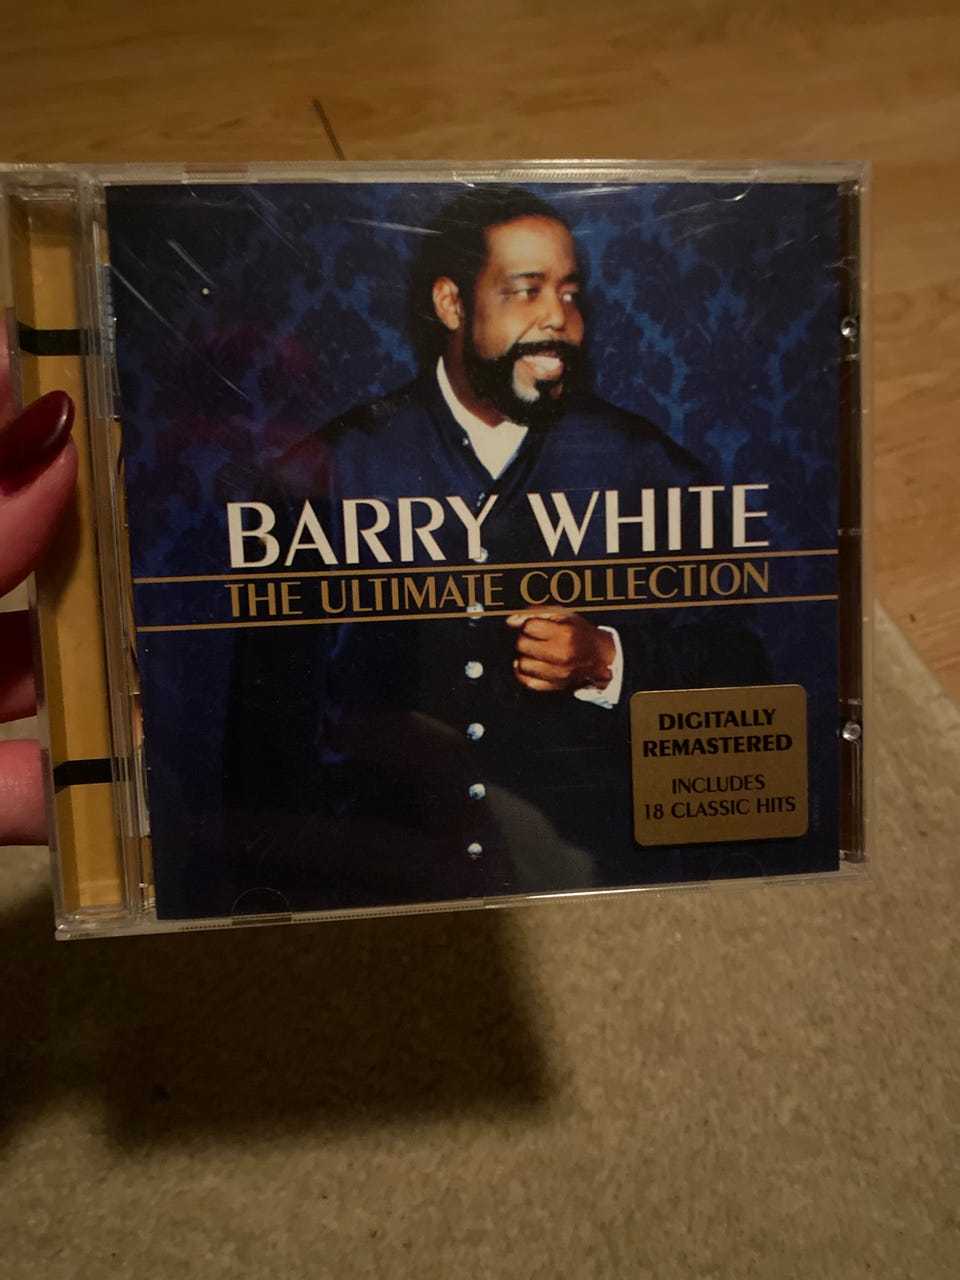 BARRY WHITE
THE ULTIMATE COLLECTION
DIGITALLY
REMASTERED
INCLUDES
18 CLASSIC HITS